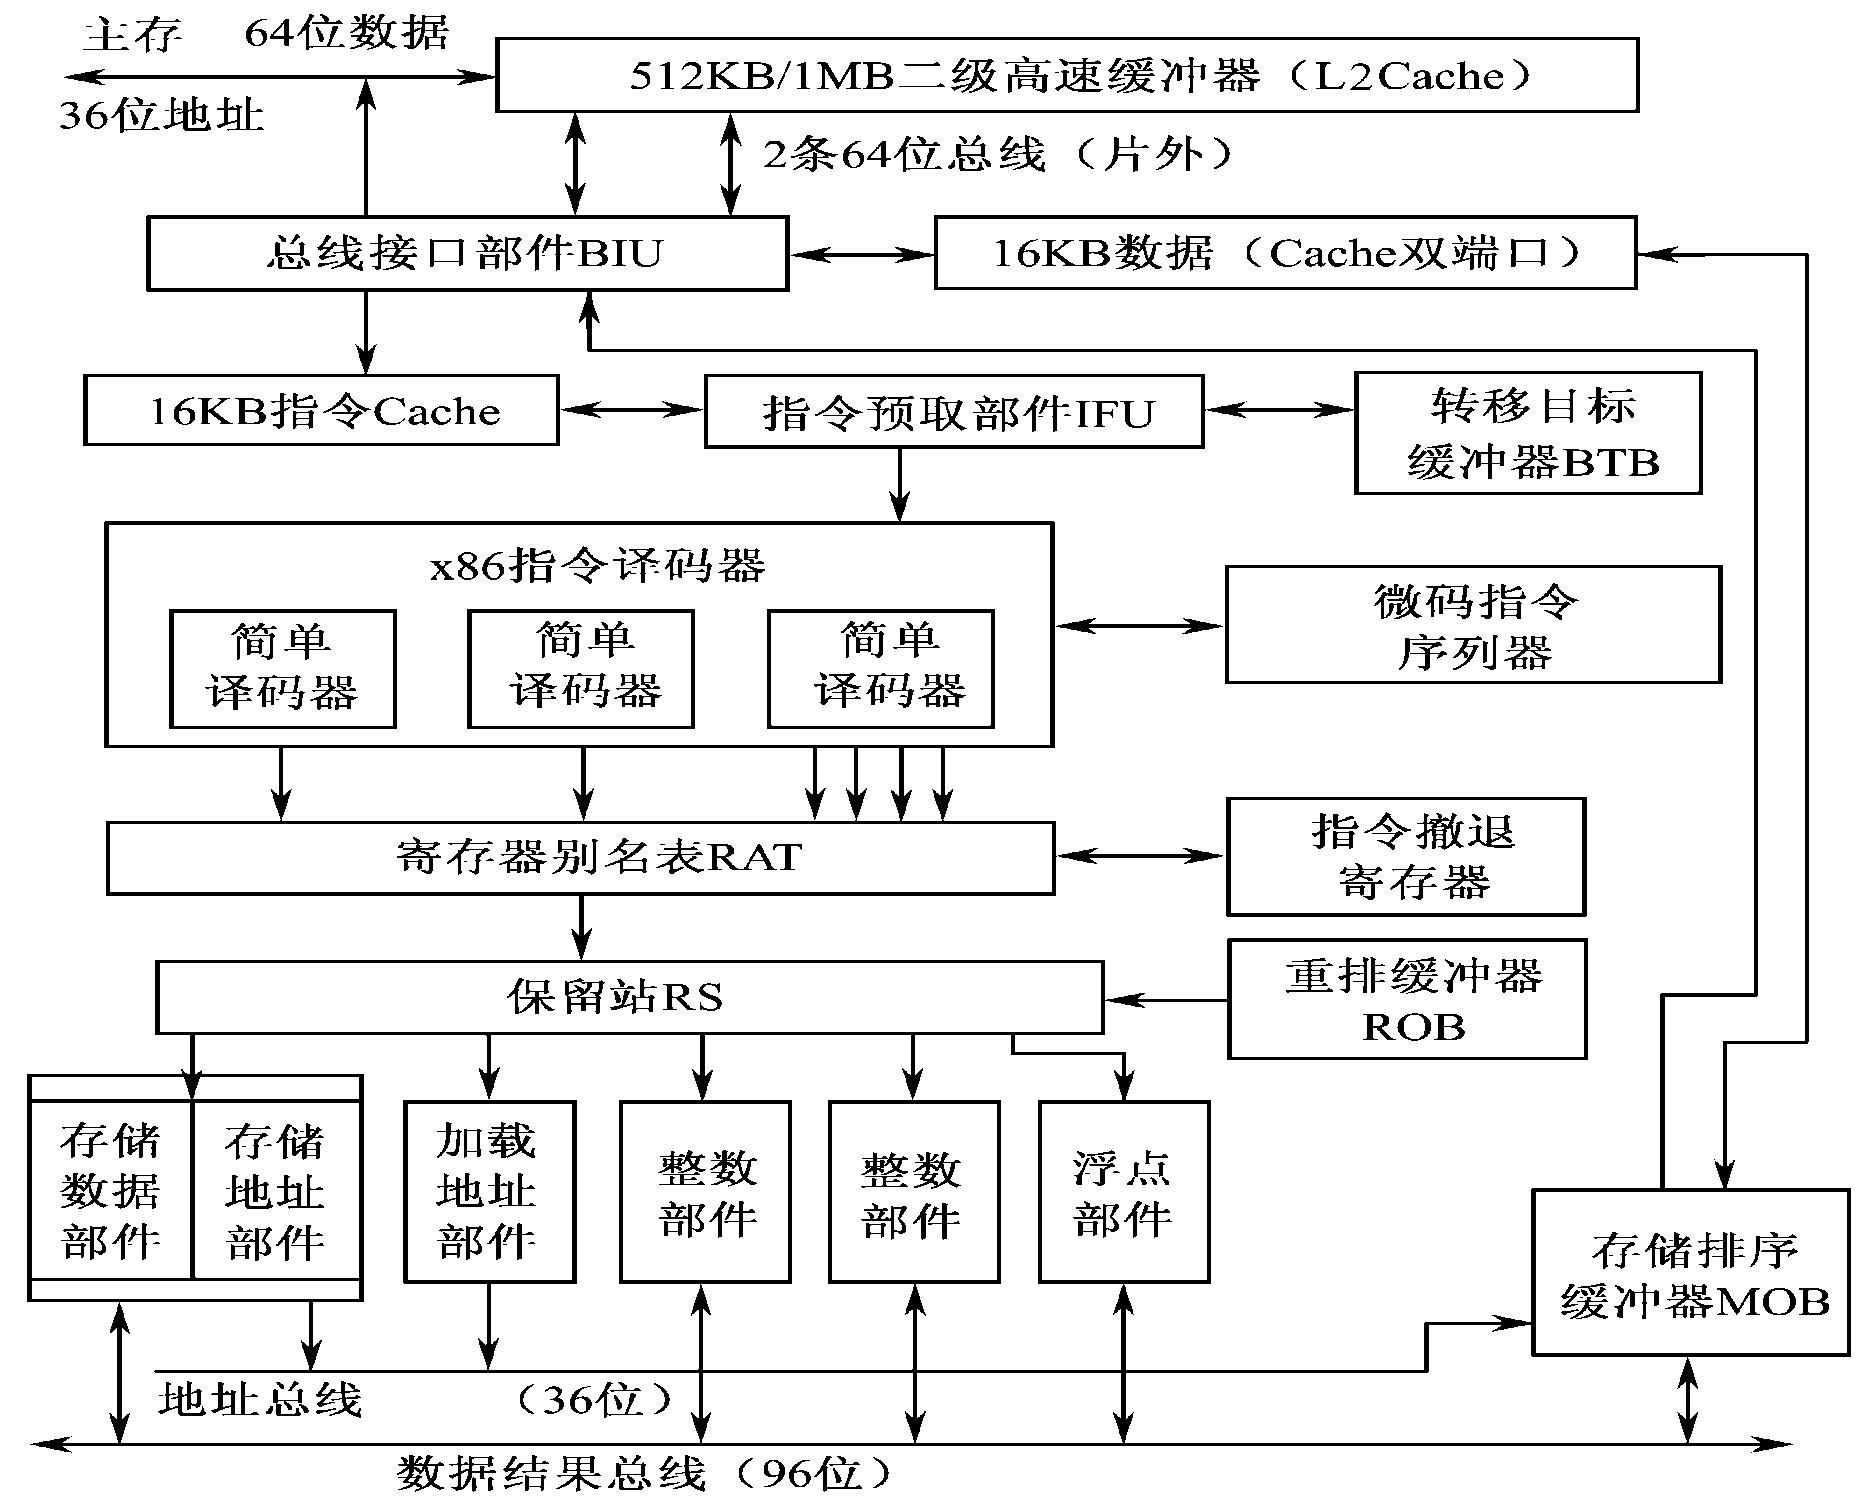 主存 64位数据
512KB/1MB二级高速缓冲器（L2Cache）
36位地址
2条64位总线（片外）
总线接口部件BIU
16KB数据（Cache双端口）
16KB指令Cache
指令预取部件IFU
转移目标
缓冲器BTB
x86指令译码器
简单
译码器
简单
译码器
简单
译码器
微码指令
序列器
寄存器别名表RAT
指令撤退
寄存器
保留站RS
重排缓冲器
ROB
存储
数据
部件
存储
地址
部件
加载
地址
部件
整数
部件
整数
部件
浮点
部件
存储排序
缓冲器MOB
地址总线 （36位）
数据结果总线（96位）